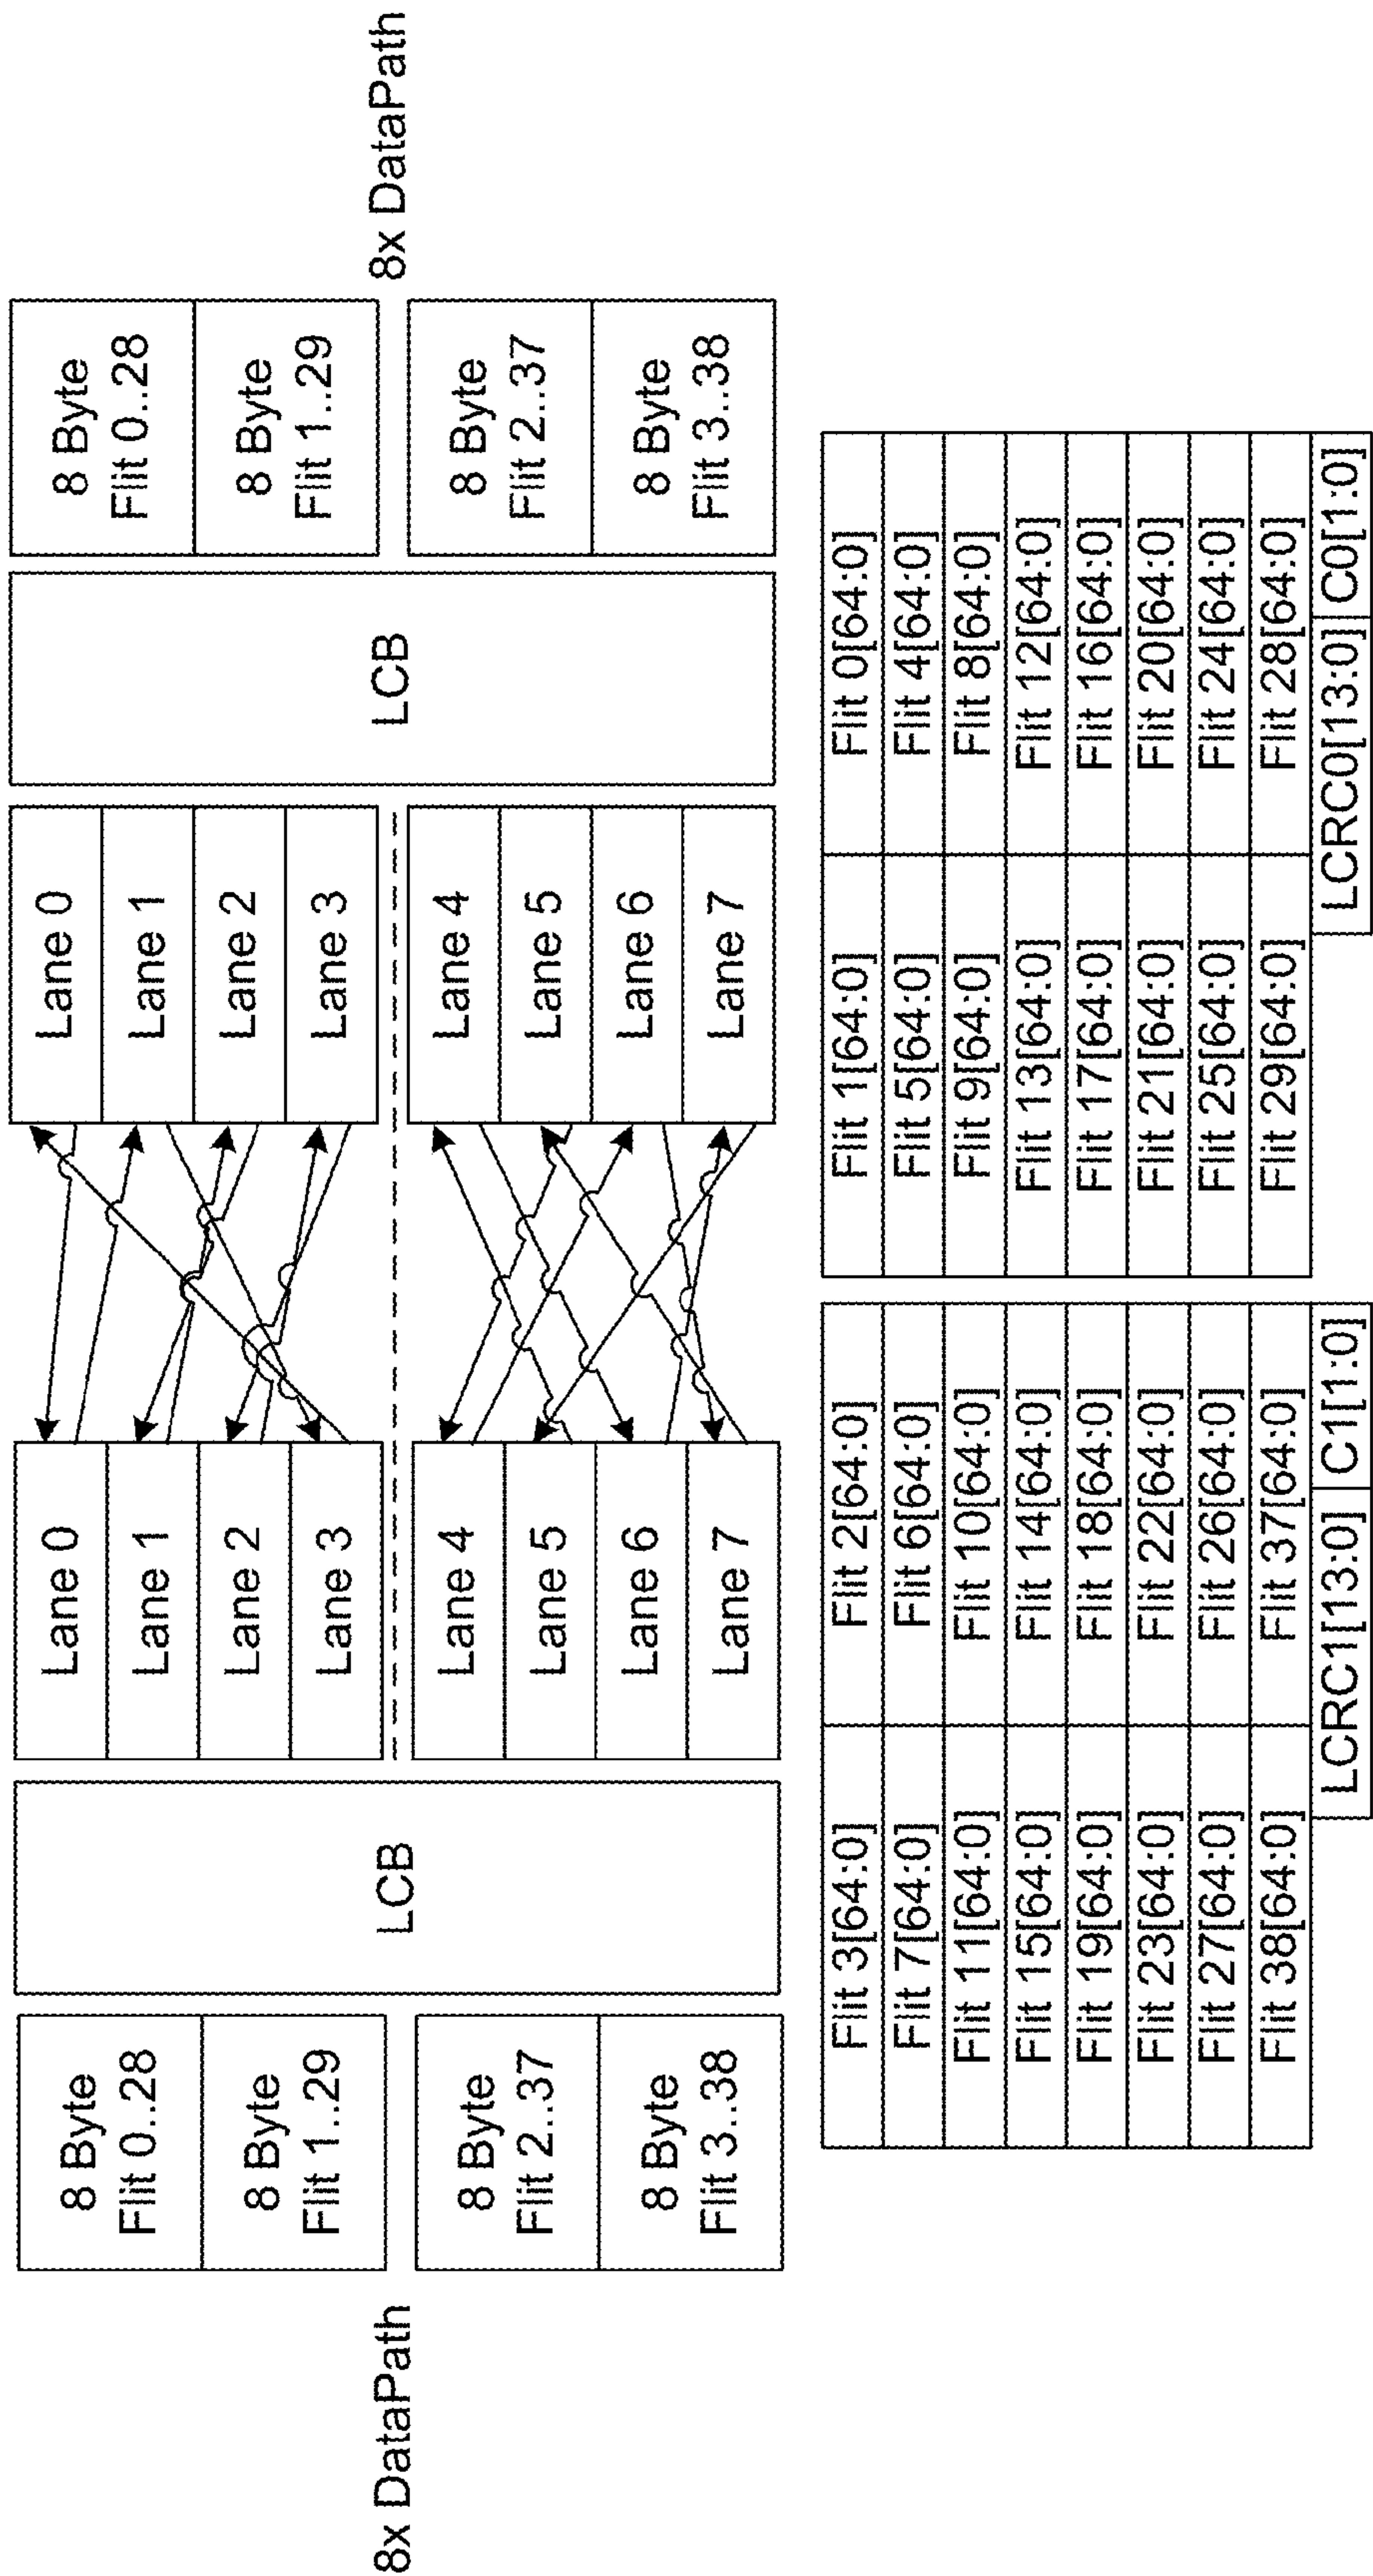 8x DataPath
8 Byte
Flit 0..28
8 Byte
Flit 1..29
8 Byte
Flit 2..37
8 Byte
Flit 3..38
LCB
Lane 0
Lane 1
Lane 2
Lane 3
Lane 4
Lane 5
Lane 6
Lane 7
Lane 0
Lane 1
Lane 2
Lane 3
Lane 4
Lane 5
Lane 6
Lane 7
LCB
8 Byte
Flit 0..28
8 Byte
Flit 1..29
8 Byte
Flit 2..37
8 Byte
Flit 3..38
8x DataPath
Flit 3[64:0] Flit 2[64:0]
Flit 7[64:0] Flit 6[64:0]
Flit 11[64:0] Flit 10[64:0]
Flit 15[64:0] Flit 14[64:0]
Flit 19[64:0] Flit 18[64:0]
Flit 23[64:0] Flit 22[64:0]
Flit 27[64:0] Flit 26[64:0]
Flit 38[64:0] Flit 37[64:0]
LCRC1[13:0] C1[1:0]
Flit 1[64:0] Flit 0[64:0]
Flit 5[64:0] Flit 4[64:0]
Flit 9[64:0] Flit 8[64:0]
Flit 13[64:0] Flit 12[64:0]
Flit 17[64:0] Flit 16[64:0]
Flit 21[64:0] Flit 20[64:0]
Flit 25[64:0] Flit 24[64:0]
Flit 29[64:0] Flit 28[64:0]
LCRC0[13:0] C0[1:0]